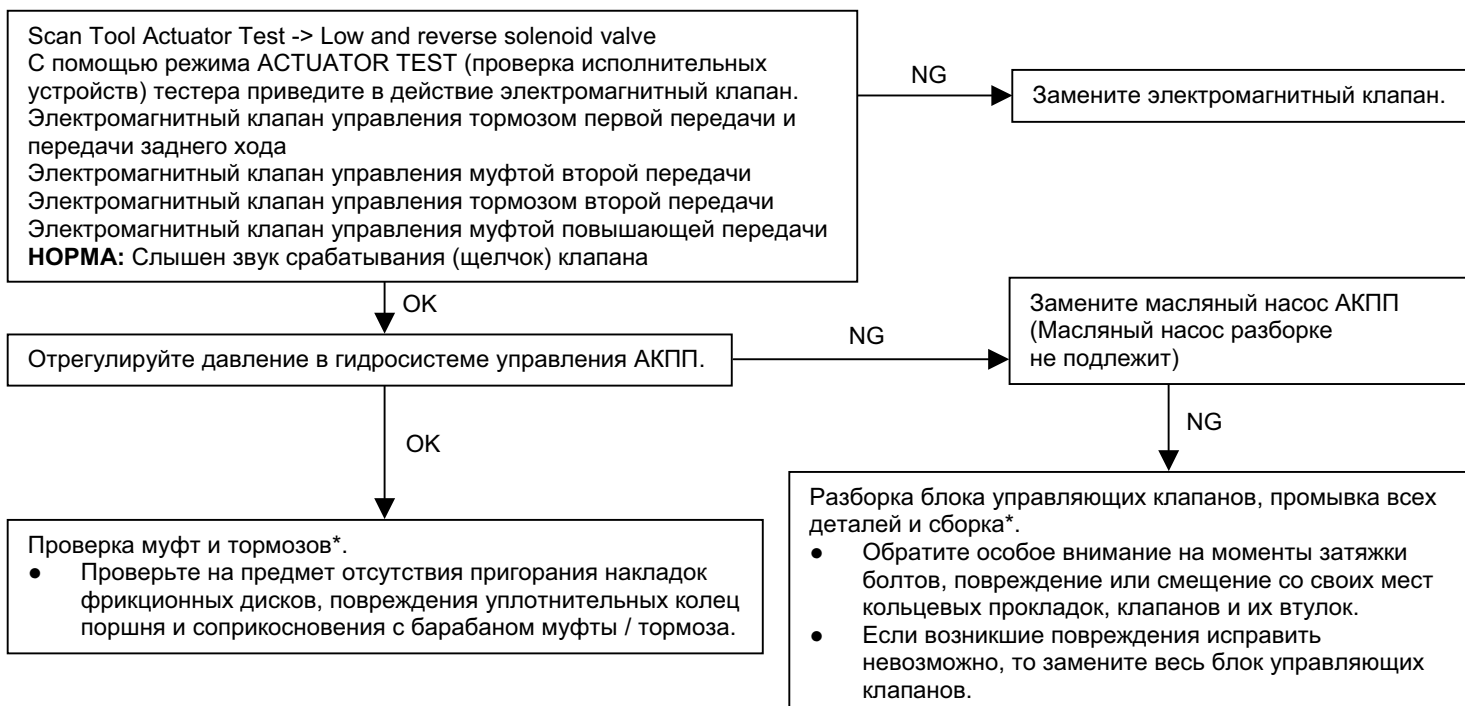 Scan Tool Actuator Test -> Low and reverse solenoid valve
С помощью режима ACTUATOR TEST (проверка исполнительных
устройств) тестера приведите в действие электромагнитный клапан.
Электромагнитный клапан управления тормозом первой передачи и
передачи заднего хода
Электромагнитный клапан управления муфтой второй передачи
Электромагнитный клапан управления тормозом второй передачи
Электромагнитный клапан управления муфтой повышающей передачи
НОРМА: Слышен звук срабатывания (щелчок) клапана
NG
Замените электромагнитный клапан.
OK
Отрегулируйте давление в гидросистеме управления АКПП.
NG
Замените масляный насос АКПП
(Масляный насос разборке
не подлежит)
OK
NG
Проверка муфт и тормозов*.
● Проверьте на предмет отсутствия пригорания накладок
фрикционных дисков, повреждения уплотнительных колец
поршня и соприкосновения с барабаном муфты / тормоза.
Разборка блока управляющих клапанов, промывка всех
деталей и сборка*.
● Обратите особое внимание на моменты затяжки
болтов, повреждение или смещение со своих мест
кольцевых прокладок, клапанов и их втулок.
● Если возникшие повреждения исправить
невозможно, то замените весь блок управляющих
клапанов.